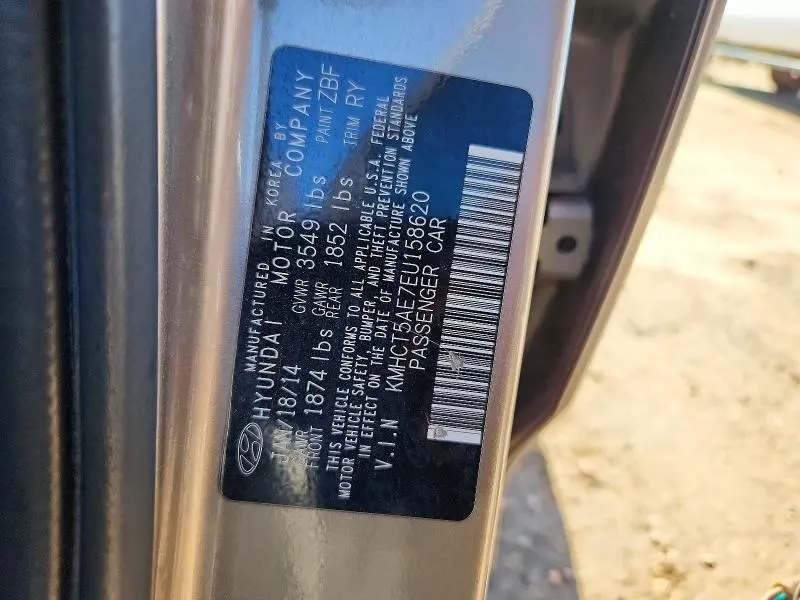 MANUFACTURED IN KOREA BY
HYUNDAI MOTOR COMPANY
JAN/18/14 GVWR 3549 lbs PAINT ZBF
GAWR FRONT 1874 lbs GAWR REAR 1852 lbs TRIM RY
THIS VEHICLE CONFORMS TO ALL APPLICABLE U.S.A. FEDERAL
MOTOR VEHICLE SAFETY, BUMPER, AND THEFT PREVENTION STANDARDS
IN EFFECT ON THE DATE OF MANUFACTURE SHOWN ABOVE
V.I.N KMHCT5AE7EU158620
PASSENGER CAR